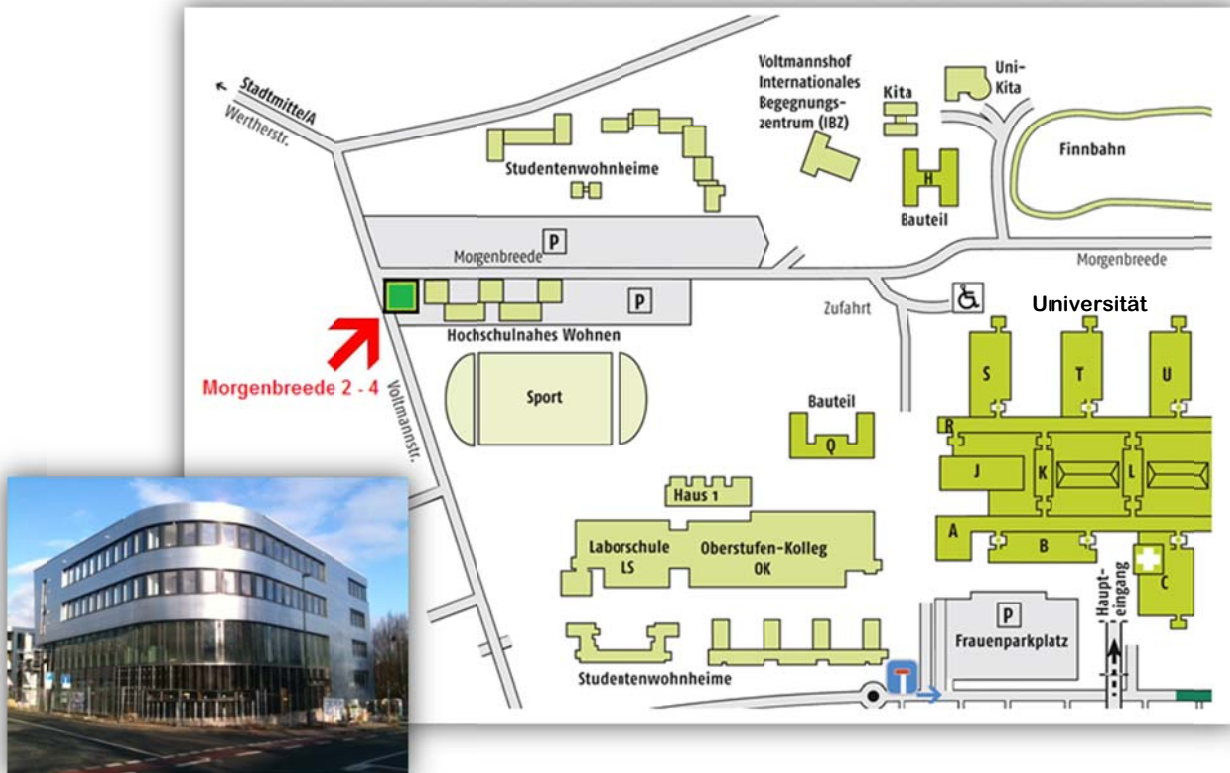 Stadtmitte/A
Wertherstr.
Voltmannshof
Internationales
Begegnungs-
zentrum (IBZ)
Kita
Uni-
Kita
Finnbahn
H
Bauteil
Studentenwohnheime
P
Morgenbreede
Morgenbreede
P
Zufahrt
Universität
Hochschulnahes Wohnen
Morgenbreede 2 - 4
Voltmannstr.
Sport
Bauteil
Q
S
T
U
R
J
K
L
A
B
C
Haus 1
Laborschule
LS
Oberstufen-Kolleg
OK
Haupt-
eingang
P
Frauenparkplatz
Studentenwohnheime